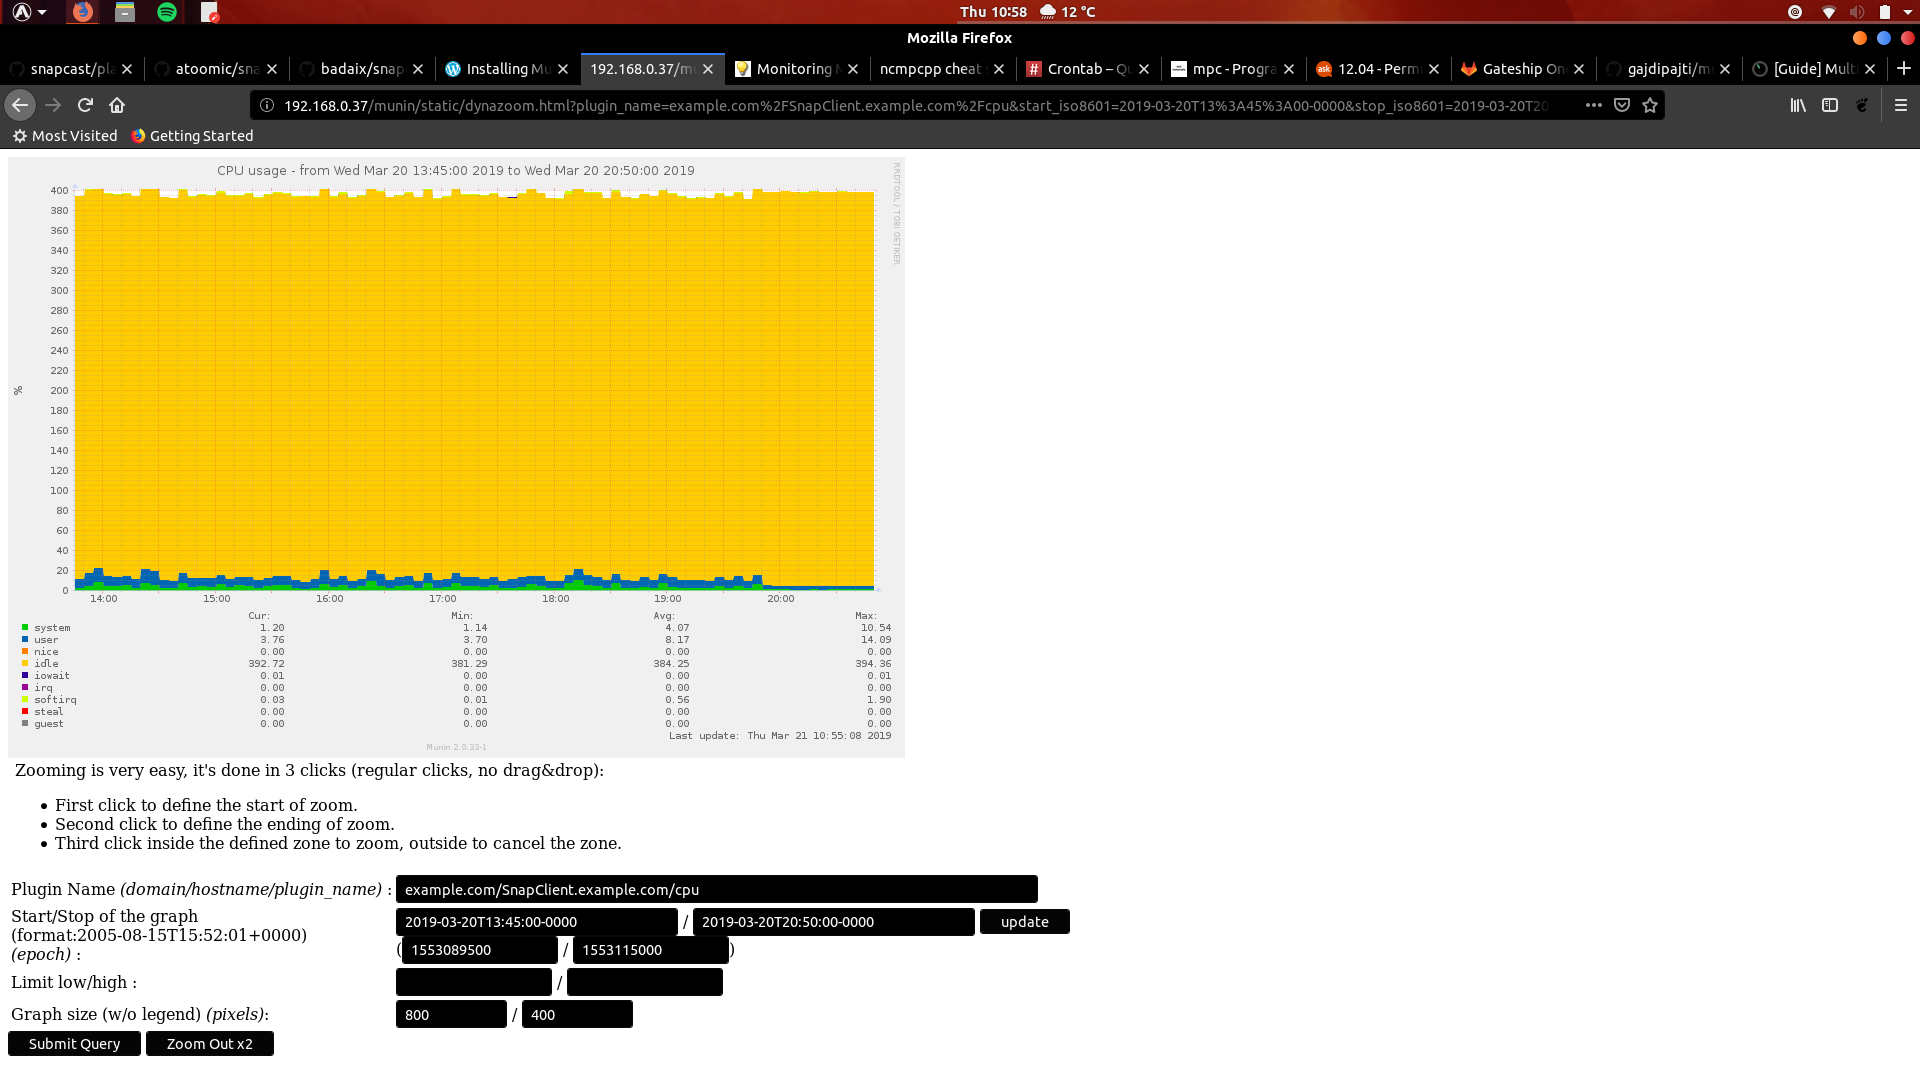 Thu 10:58 12 °C
Mozilla Firefox
snapcast/pla atoomic/sna badaix/snap Installing Mu 192.168.0.37/mu Monitoring M ncmpcpp cheat Crontab – Qu mpc - Progra 12.04 - Permi Gateship One gajdipajti/mu [Guide] Multi
192.168.0.37/munin/static/dynazoom.html?plugin_name=example.com%2FSnapClient.example.com%2Fcpu&start_iso8601=2019-03-20T13%3A45%3A00-0000&stop_iso8601=2019-03-20T20
Most Visited Getting Started
CPU usage - from Wed Mar 20 13:45:00 2019 to Wed Mar 20 20:50:00 2019
RRDTOOL / TOBI OETIKER
400
380
360
340
320
300
280
260
240
220
200
180
160
140
120
100
80
60
40
20
0
%
14:00 15:00 16:00 17:00 18:00 19:00 20:00
Cur: Min: Avg: Max:
system 1.20 1.14 4.07 10.54
user 3.76 3.70 8.17 14.09
nice 0.00 0.00 0.00 0.00
idle 392.72 381.29 384.25 394.36
iowait 0.01 0.00 0.00 0.01
irq 0.00 0.00 0.00 0.00
softirq 0.03 0.01 0.56 1.90
steal 0.00 0.00 0.00 0.00
guest 0.00 0.00 0.00 0.00
Last update: Thu Mar 21 10:55:08 2019
Munin 2.0.33-1
Zooming is very easy, it's done in 3 clicks (regular clicks, no drag&drop):
• First click to define the start of zoom.
• Second click to define the ending of zoom.
• Third click inside the defined zone to zoom, outside to cancel the zone.
Plugin Name (domain/hostname/plugin_name) : example.com/SnapClient.example.com/cpu
Start/Stop of the graph
(format:2005-08-15T15:52:01+0000)
(epoch) :
2019-03-20T13:45:00-0000 / 2019-03-20T20:50:00-0000 update
(1553089500 / 1553115000)
Limit low/high : /
Graph size (w/o legend) (pixels): 800 / 400
Submit Query Zoom Out x2